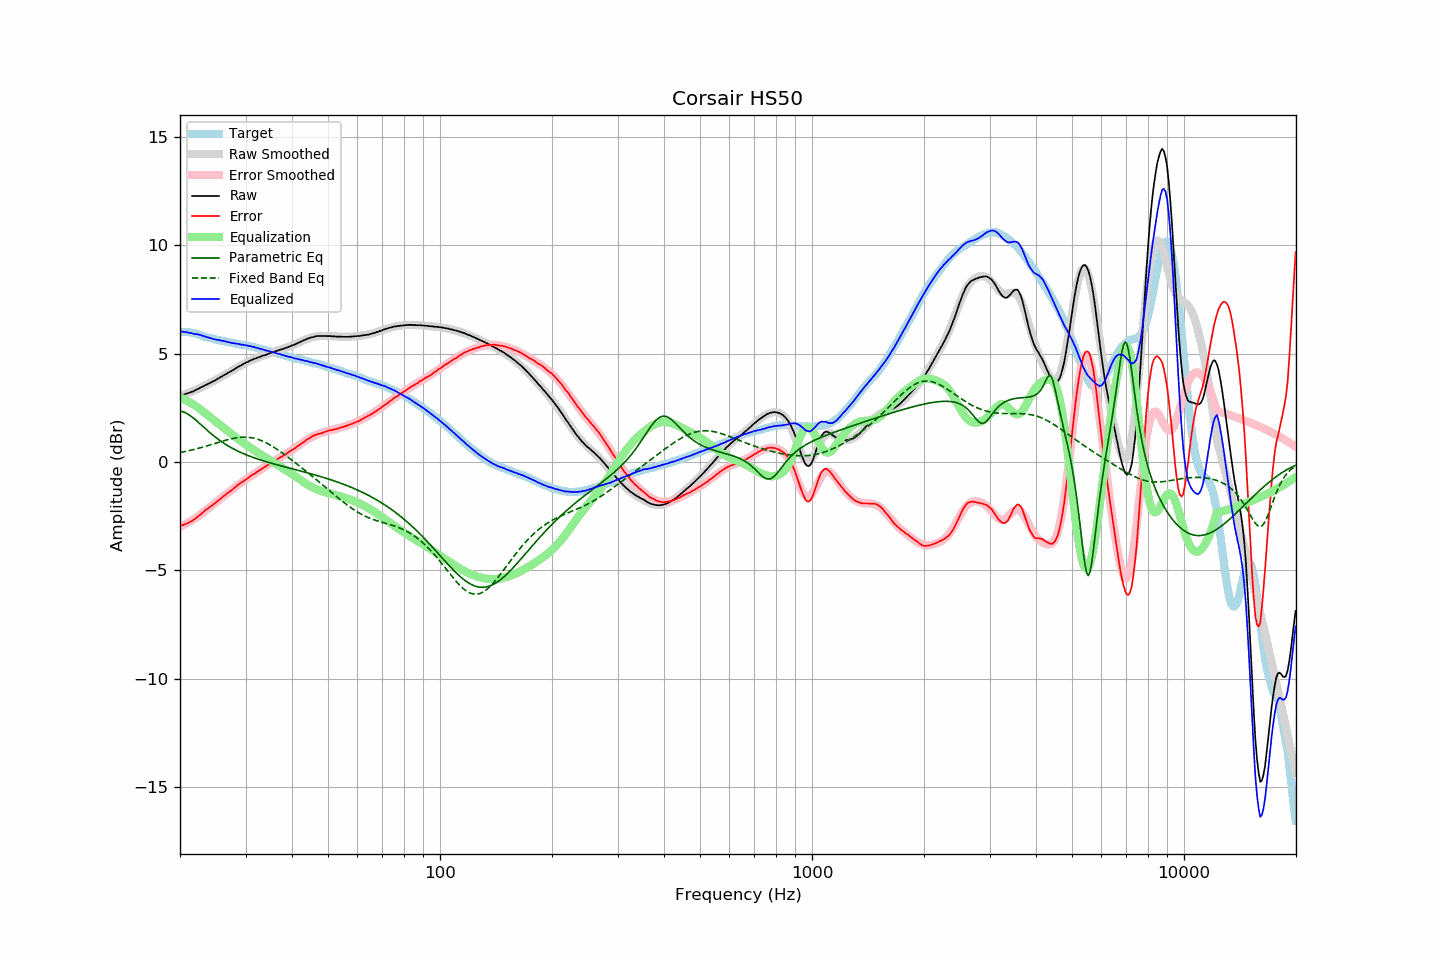 Corsair HS50
Target
Raw Smoothed
Error Smoothed
Raw
Error
Equalization
Parametric Eq
Fixed Band Eq
Equalized
Amplitude (dBr)
15
10
5
0
−5
−10
−15
100
1000
10000
Frequency (Hz)